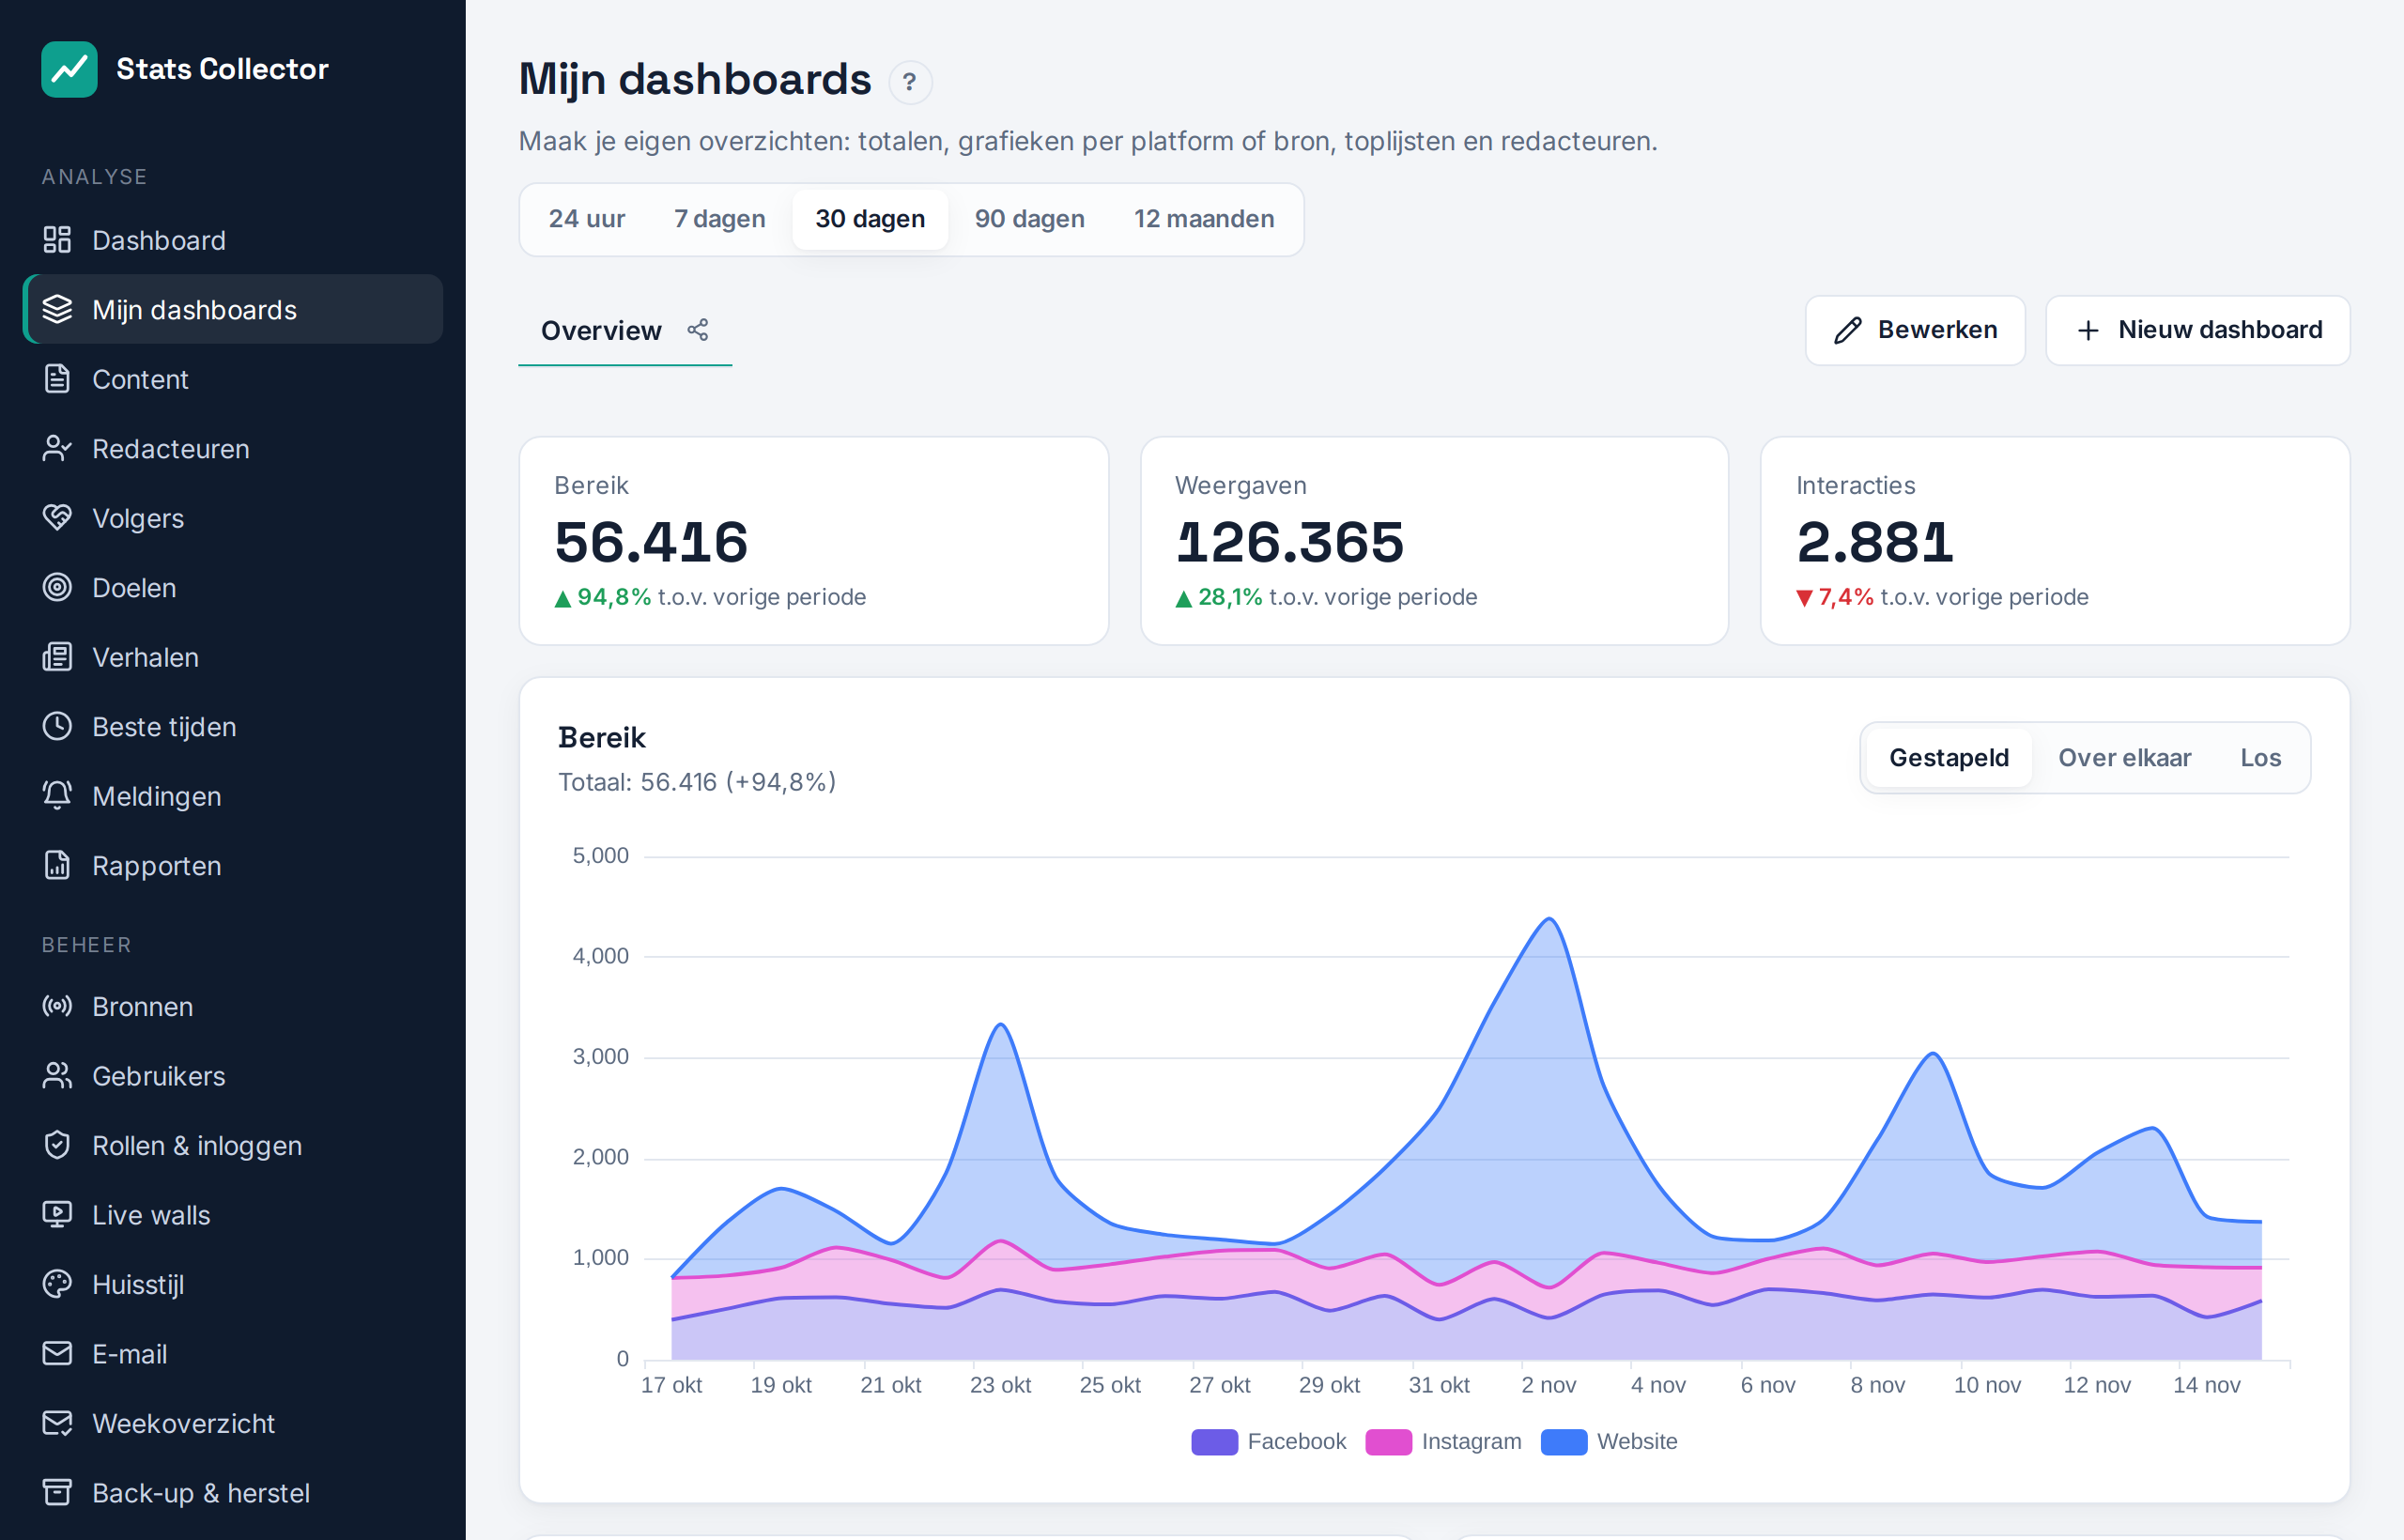 Stats Collector
ANALYSE
Dashboard
Mijn dashboards
Content
Redacteuren
Volgers
Doelen
Verhalen
Beste tijden
Meldingen
Rapporten
BEHEER
Bronnen
Gebruikers
Rollen & inloggen
Live walls
Huisstijl
E-mail
Weekoverzicht
Back-up & herstel
Mijn dashboards ?
Maak je eigen overzichten: totalen, grafieken per platform of bron, toplijsten en redacteuren.
24 uur 7 dagen 30 dagen 90 dagen 12 maanden
Overview Bewerken Nieuw dashboard
Bereik
56.416
▲ 94,8% t.o.v. vorige periode
Weergaven
126.365
▲ 28,1% t.o.v. vorige periode
Interacties
2.881
▼ 7,4% t.o.v. vorige periode
Bereik
Totaal: 56.416 (+94,8%)
Gestapeld Over elkaar Los
5,000
4,000
3,000
2,000
1,000
0
17 okt 19 okt 21 okt 23 okt 25 okt 27 okt 29 okt 31 okt 2 nov 4 nov 6 nov 8 nov 10 nov 12 nov 14 nov
Facebook Instagram Website